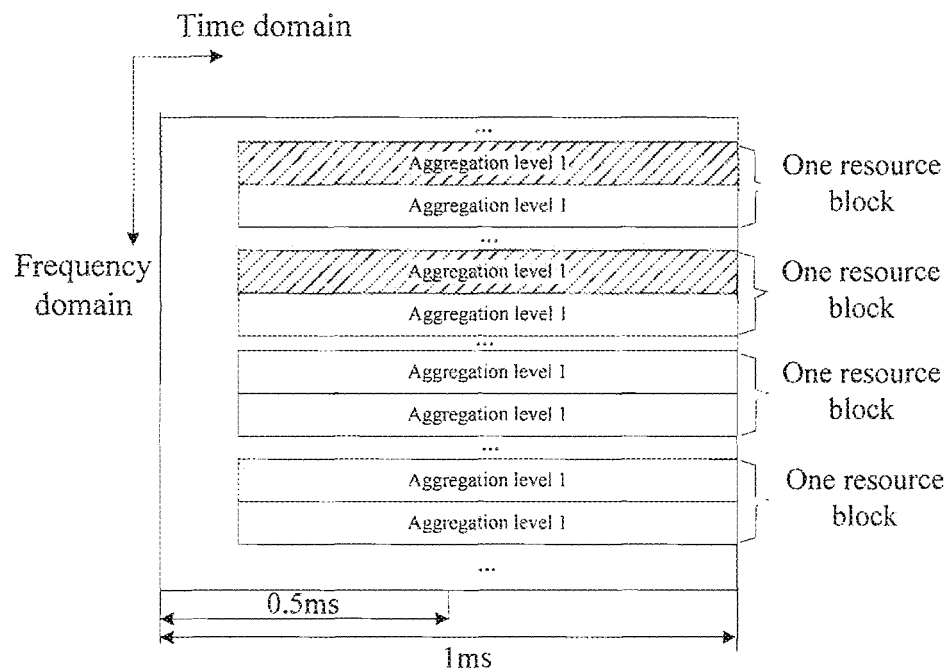 Time domain
Frequency
domain
...
Aggregation level 1
Aggregation level 1
One resource
block
...
Aggregation level 1
Aggregation level 1
One resource
block
...
Aggregation level 1
Aggregation level 1
One resource
block
...
Aggregation level 1
Aggregation level 1
One resource
block
...
0.5ms
1ms